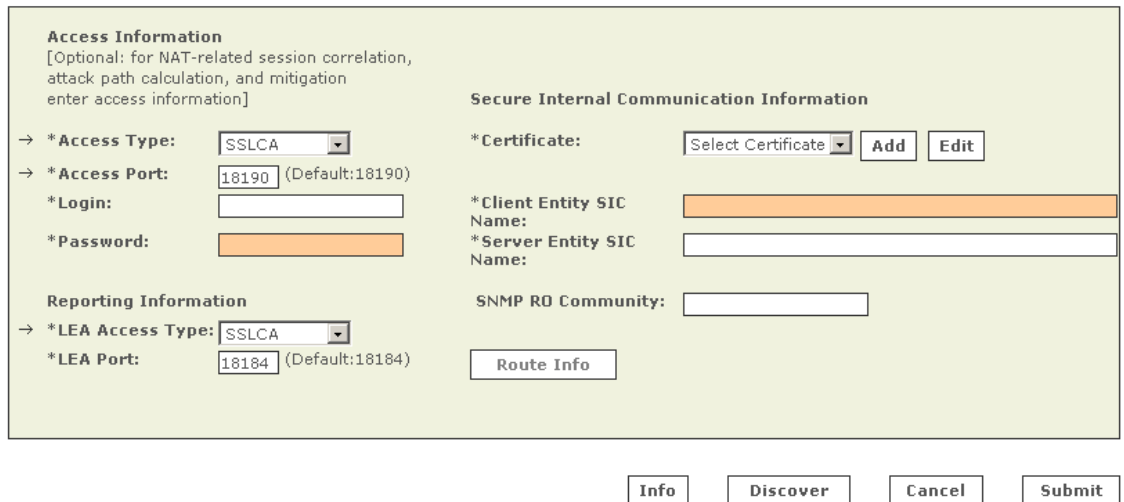 Access Information
[Optional: for NAT-related session correlation,
attack path calculation, and mitigation
enter access information]
Secure Internal Communication Information
→ *Access Type: SSLCA
*Certificate: Select Certificate Add Edit
→ *Access Port: 18190 (Default:18190)
*Login:
*Client Entity SIC
Name:
*Password:
*Server Entity SIC
Name:
Reporting Information
SNMP RO Community:
→ *LEA Access Type: SSLCA
*LEA Port: 18184 (Default:18184)
Route Info
Info Discover Cancel Submit